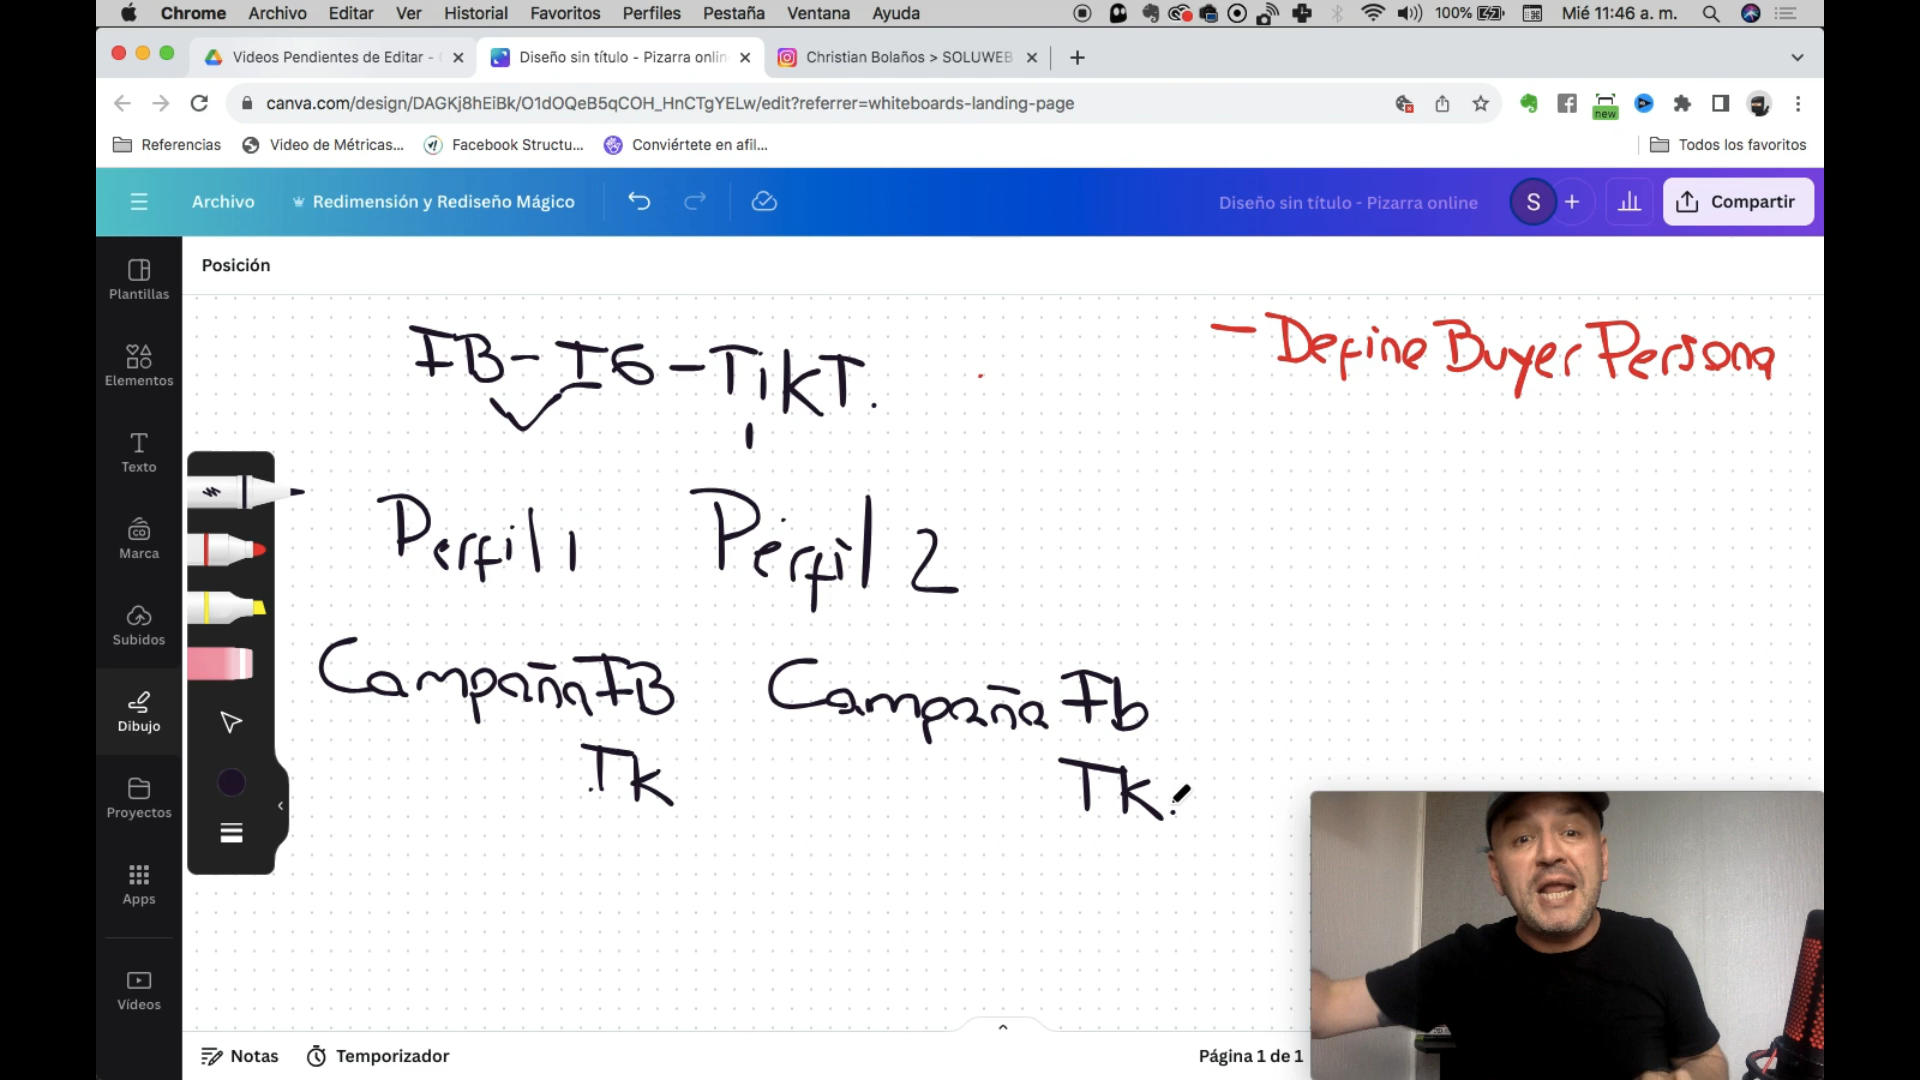 Chrome Archivo Editar Ver Historial Favoritos Perfiles Pestaña Ventana Ayuda 100% Mié 11:46 a. m.
Videos Pendientes de Editar - Diseño sin título - Pizarra onlin Christian Bolaños > SOLUWEB
canva.com/design/DAGKj8hEiBk/O1dOQeB5qCOH_HnCTgYELw/edit?referrer=whiteboards-landing-page new
Referencias Video de Métricas... Facebook Structu... Conviértete en afil... Todos los favoritos
Archivo Redimensión y Rediseño Mágico Diseño sin título - Pizarra online S + Compartir
Posición
Plantillas
Elementos
Texto
Marca
Subidos
Dibujo
Proyectos
Apps
Vídeos
FB - IG - TikT.
- Define Buyer Persona
Perfil 1 Perfil 2
Campaña FB Campaña Fb
TK TK.
Notas Temporizador Página 1 de 1